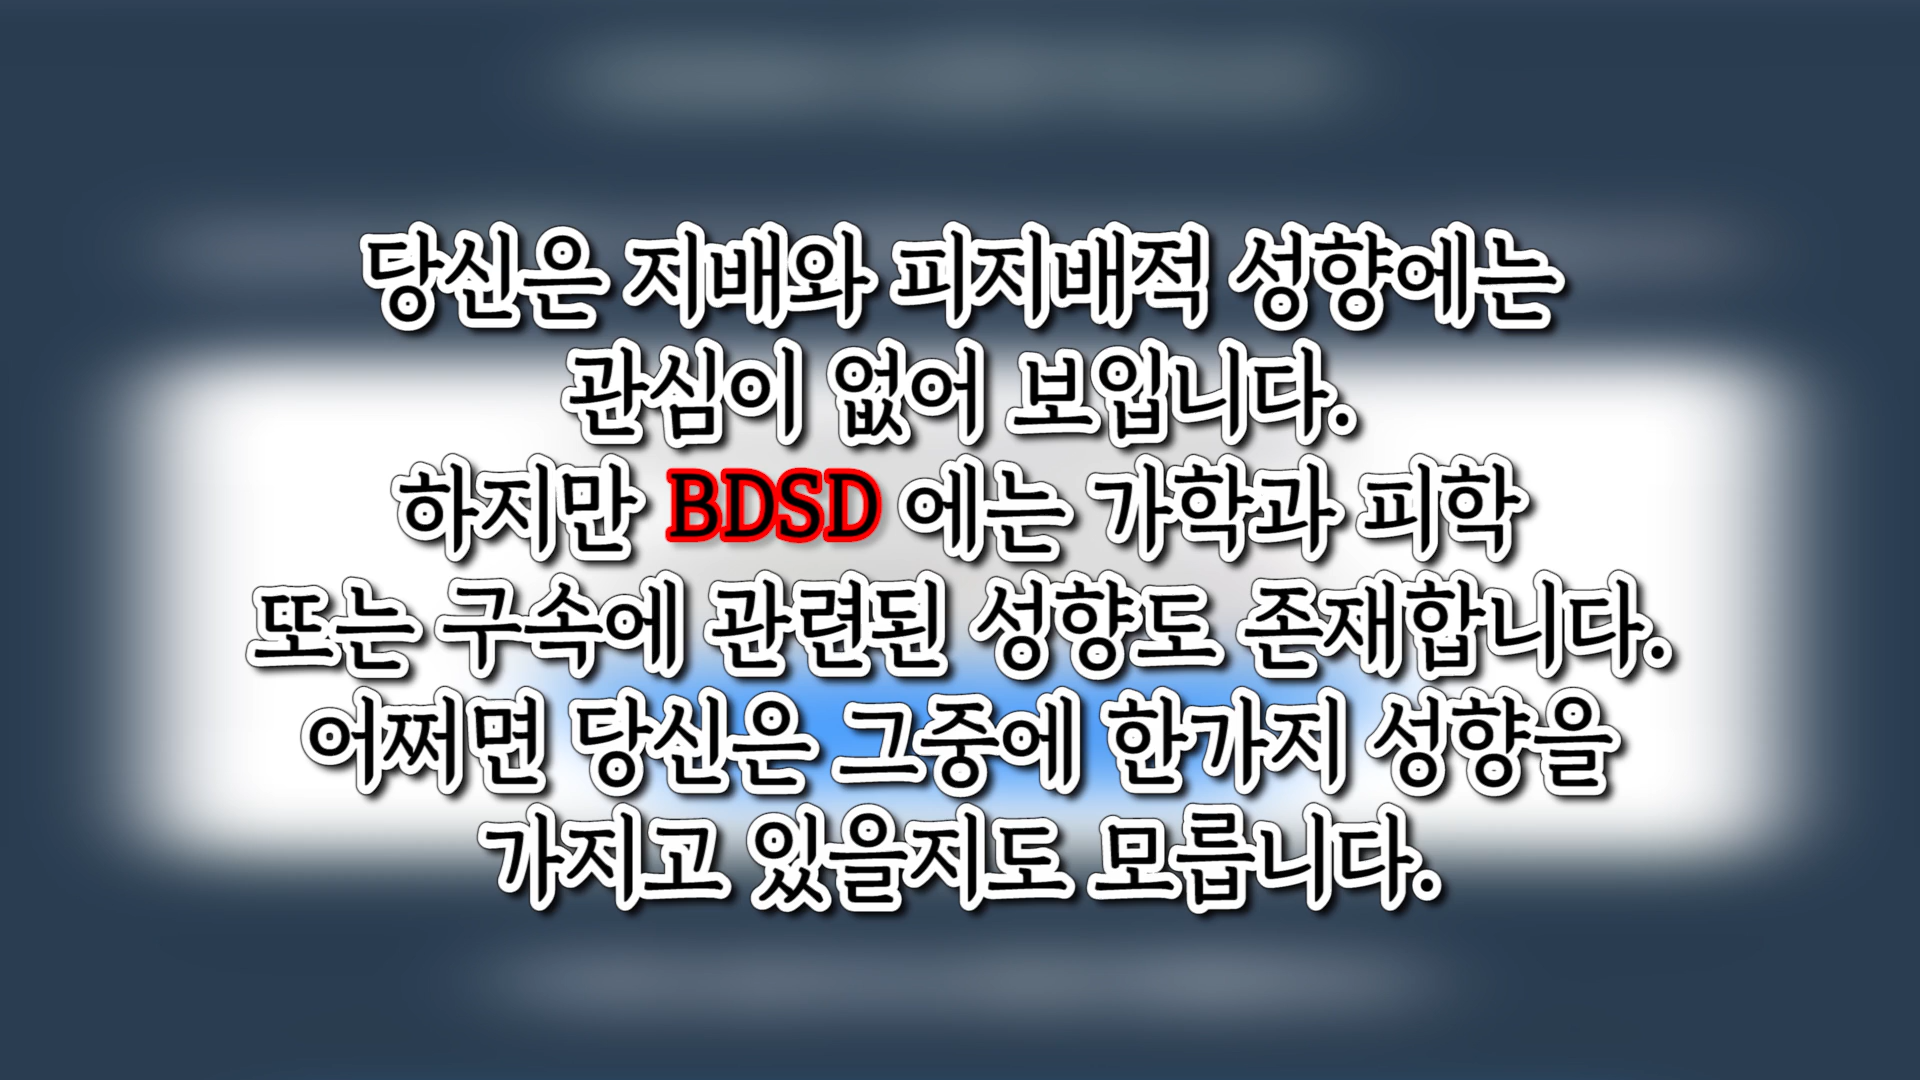 당신은 지배와 피지배적 성향에는
관심이 없어 보입니다.
하지만 BDSD 에는 가학과 피학
또는 구속에 관련된 성향도 존재합니다.
어쩌면 당신은 그중에 한가지 성향을
가지고 있을지도 모릅니다.